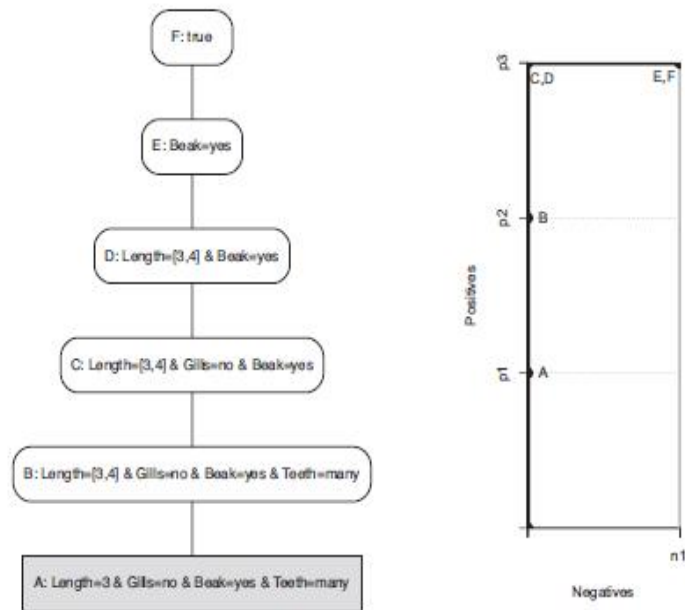 F: true
E: Beak=yes
D: Length=[3,4] & Beak=yes
C: Length=[3,4] & Gills=no & Beak=yes
B: Length=[3,4] & Gills=no & Beak=yes & Teeth=many
A: Length=3 & Gills=no & Beak=yes & Teeth=many
p3
C,D
E,F
p2
B
Positives
p1
A
n1
Negatives